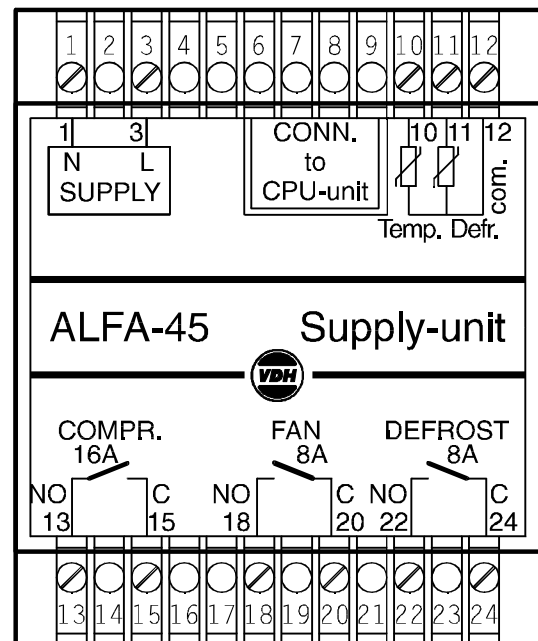 1 2 3 4 5 6 7 8 9 10 11 12
1 3 CONN. 10 11 12
N L to
SUPPLY CPU-unit com.
Temp. Defr.
ALFA-45 Supply-unit
VDH
COMPR. FAN DEFROST
16A 8A 8A
NO C NO C NO C
13 15 18 20 22 24
13 14 15 16 17 18 19 20 21 22 23 24